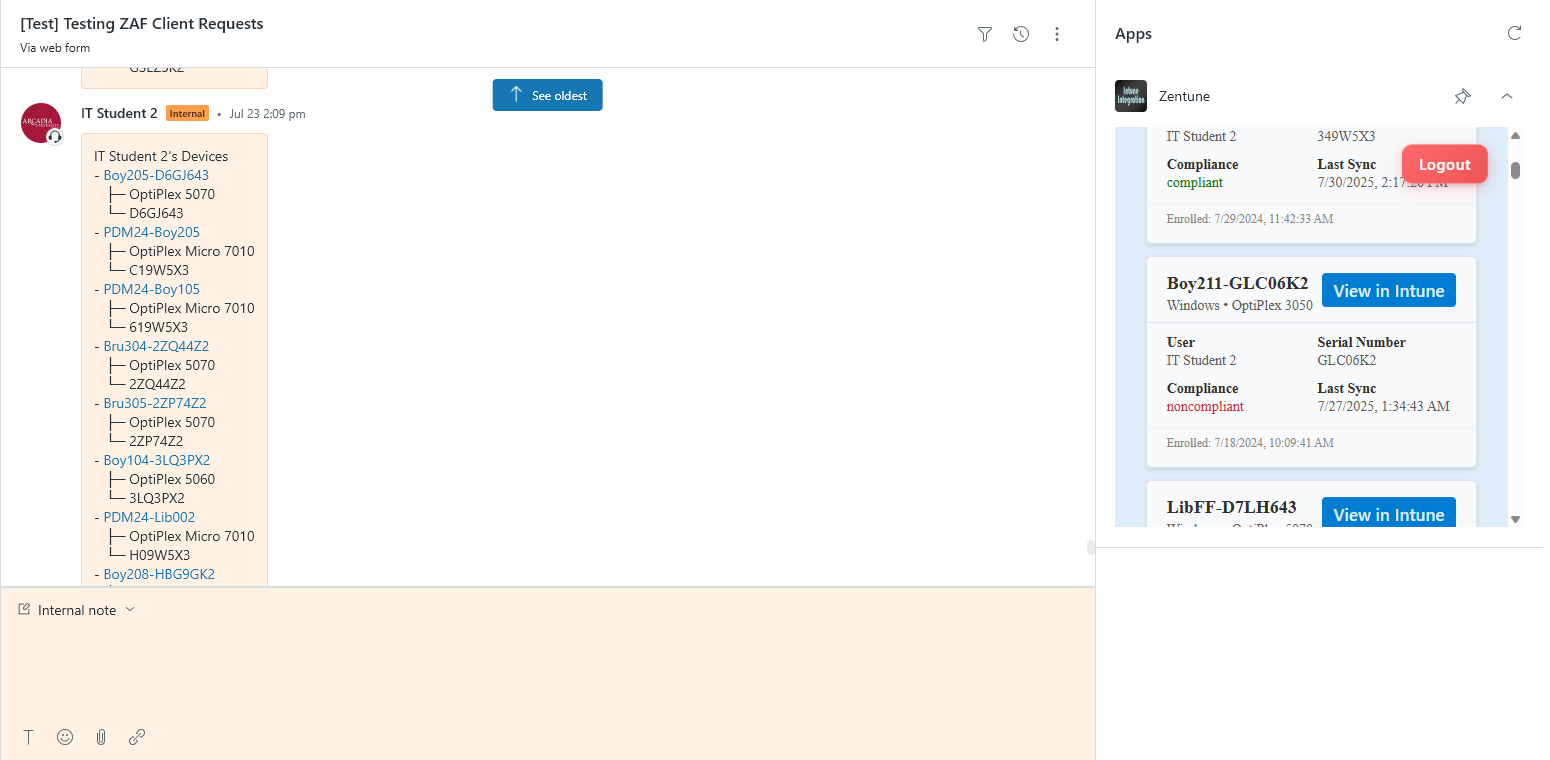 [Test] Testing ZAF Client Requests
Via web form
See oldest
IT Student 2 Internal • Jul 23 2:09 pm
ARCADIA
UNIVERSITY
IT Student 2's Devices
- Boy205-D6GJ643
├─ OptiPlex 5070
└─ D6GJ643
- PDM24-Boy205
├─ OptiPlex Micro 7010
└─ C19W5X3
- PDM24-Boy105
├─ OptiPlex Micro 7010
└─ 619W5X3
- Bru304-2ZQ44Z2
├─ OptiPlex 5070
└─ 2ZQ44Z2
- Bru305-2ZP74Z2
├─ OptiPlex 5070
└─ 2ZP74Z2
- Boy104-3LQ3PX2
├─ OptiPlex 5060
└─ 3LQ3PX2
- PDM24-Lib002
├─ OptiPlex Micro 7010
└─ H09W5X3
- Boy208-HBG9GK2
Internal note
Apps
Intune
Integration
Zentune
IT Student 2 349W5X3
Logout
Compliance Last Sync
compliant 7/30/2025, 2:17:
Enrolled: 7/29/2024, 11:42:33 AM
Boy211-GLC06K2 View in Intune
Windows • OptiPlex 3050
User Serial Number
IT Student 2 GLC06K2
Compliance Last Sync
noncompliant 7/27/2025, 1:34:43 AM
Enrolled: 7/18/2024, 10:09:41 AM
LibFF-D7LH643 View in Intune